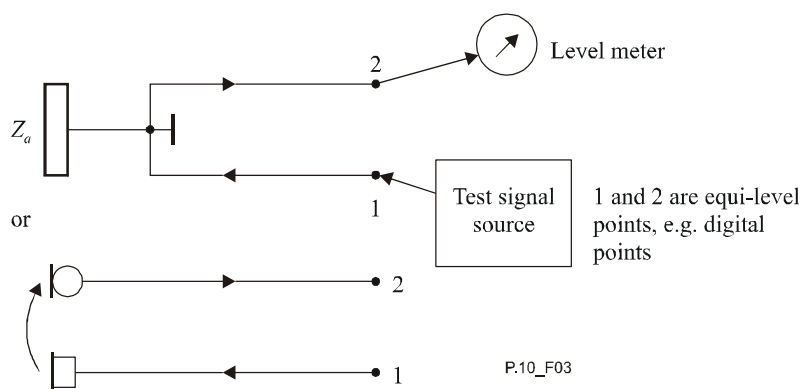 2
Level meter
Zₐ
1
Test signal
source
1 and 2 are equi-level
points, e.g. digital
points
or
2
1
P.10_F03